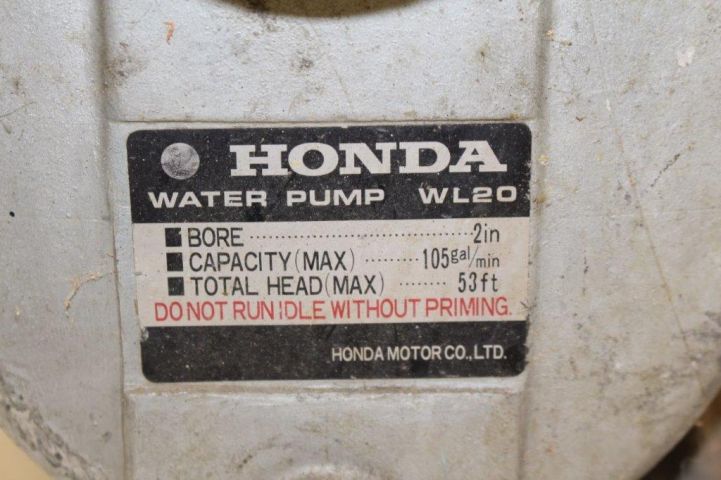 HONDA
WATER PUMP WL20
■ BORE ···················· 2in
■ CAPACITY(MAX) ········· 105gal/min
■ TOTAL HEAD(MAX) ········ 53ft
DO NOT RUN IDLE WITHOUT PRIMING.
HONDA MOTOR CO., LTD.